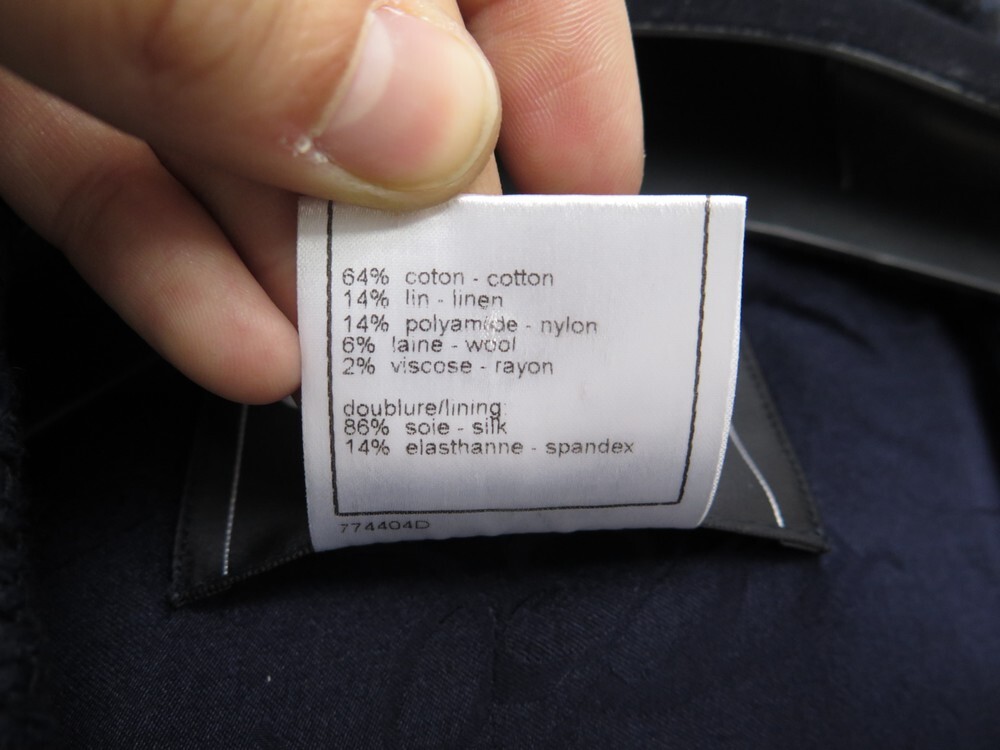 64% coton - cotton
14% lin - linen
14% polyamide - nylon
6% laine - wool
2% viscose - rayon
doublure/lining:
86% soie - silk
14% elasthanne - spandex
774404D